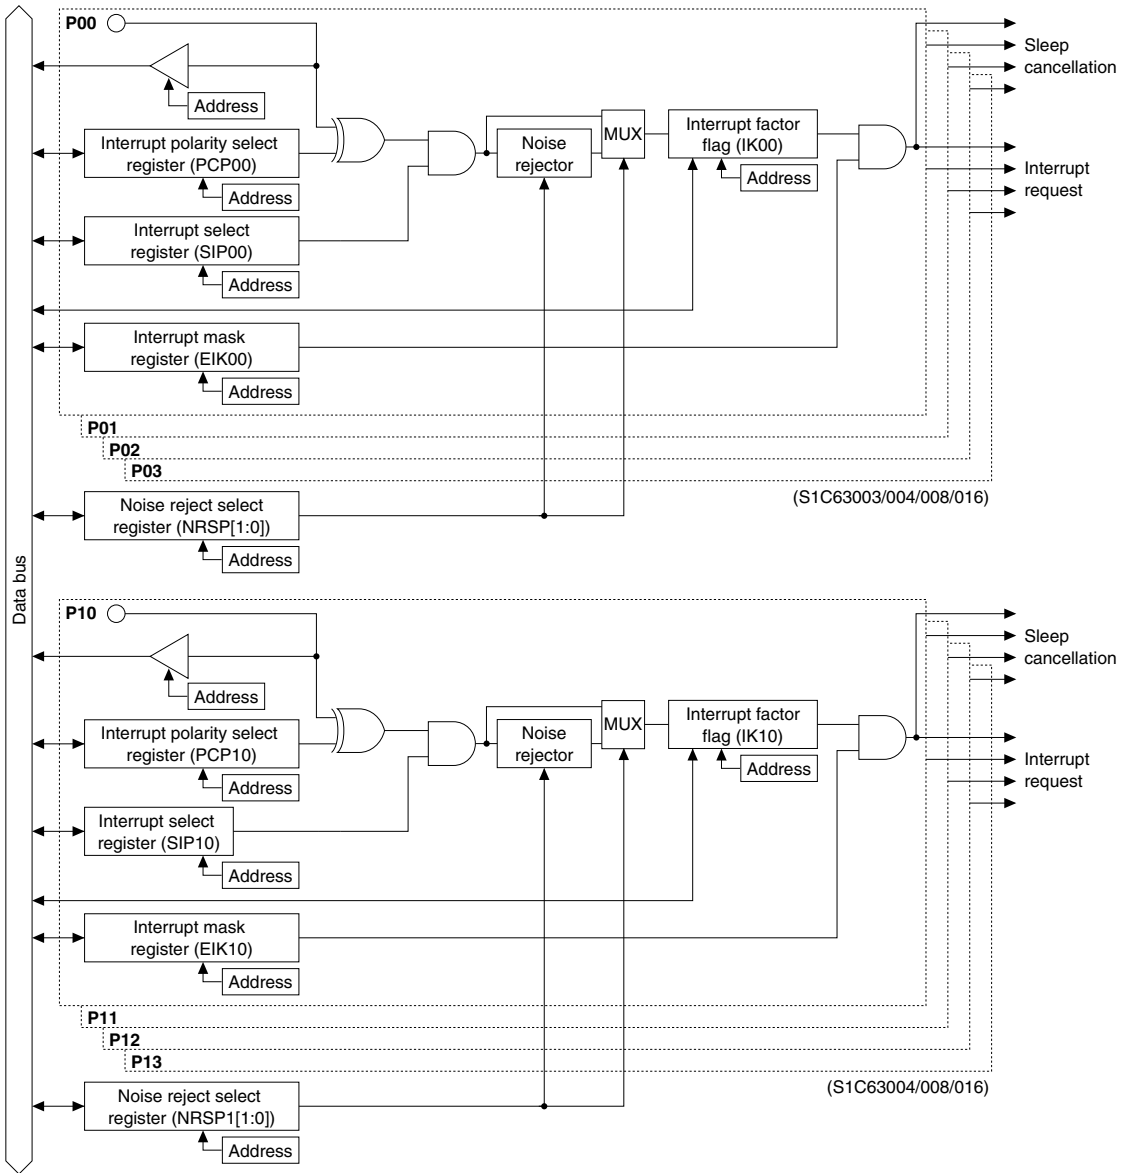 P00
Sleep
cancellation
Address
Interrupt polarity select
register (PCP00)
Address
Noise
rejector
MUX
Interrupt factor
flag (IK00)
Address
Interrupt
request
Interrupt select
register (SIP00)
Address
Interrupt mask
register (EIK00)
Address
P01
P02
P03
(S1C63003/004/008/016)
Noise reject select
register (NRSP[1:0])
Address
Data bus
P10
Sleep
cancellation
Address
Interrupt polarity select
register (PCP10)
Address
Noise
rejector
MUX
Interrupt factor
flag (IK10)
Address
Interrupt
request
Interrupt select
register (SIP10)
Address
Interrupt mask
register (EIK10)
Address
P11
P12
P13
(S1C63004/008/016)
Noise reject select
register (NRSP1[1:0])
Address